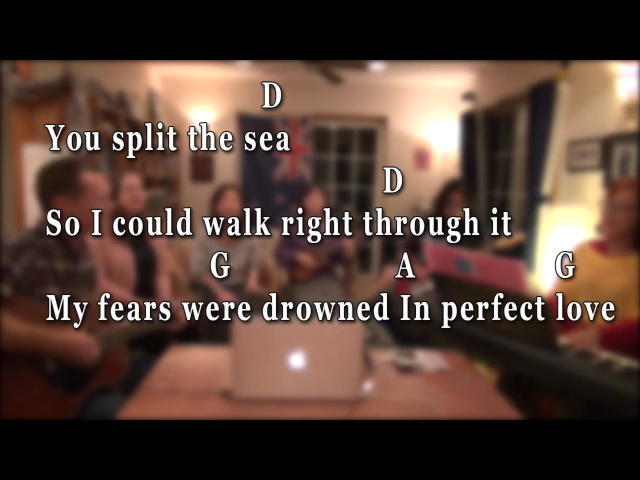 D
You split the sea
D
So I could walk right through it
G A G
My fears were drowned In perfect love